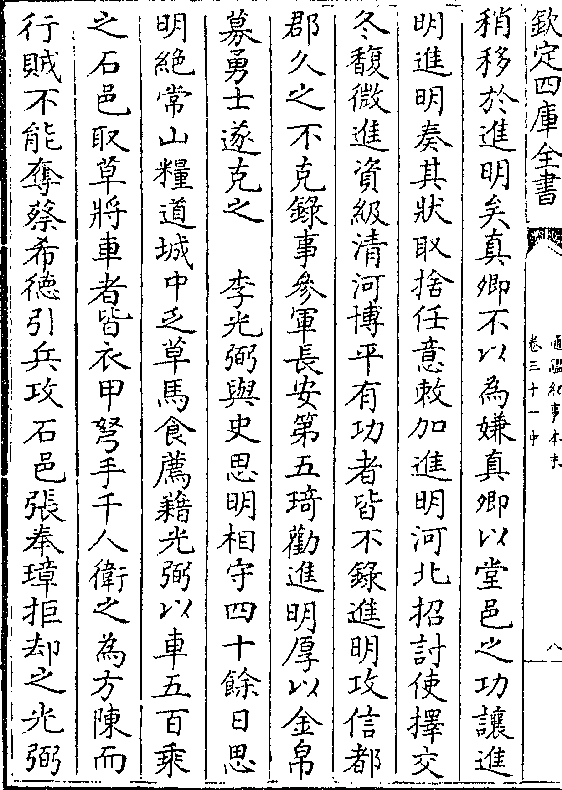 欽定四庫全書
通鑑紀事本末
卷三十一中
八
稍移於進明矣真卿不以為嫌真卿以堂邑之功讓進
明進明奏其狀取捨任意敕加進明河北招討使擇交
冬馥微進資級清河博平有功者皆不錄進明攻信都
郡久之不克錄事參軍長安第五琦勸進明厚以金帛
募勇士遂克之　李光弼與史思明相守四十餘日思
明絶常山糧道城中乏草馬食薦藉光弼以車五百乘
之石邑取草將車者皆衣甲弩手千人衛之為方陳而
行賊不能奪蔡希徳引兵攻石邑張奉璋拒却之光弼